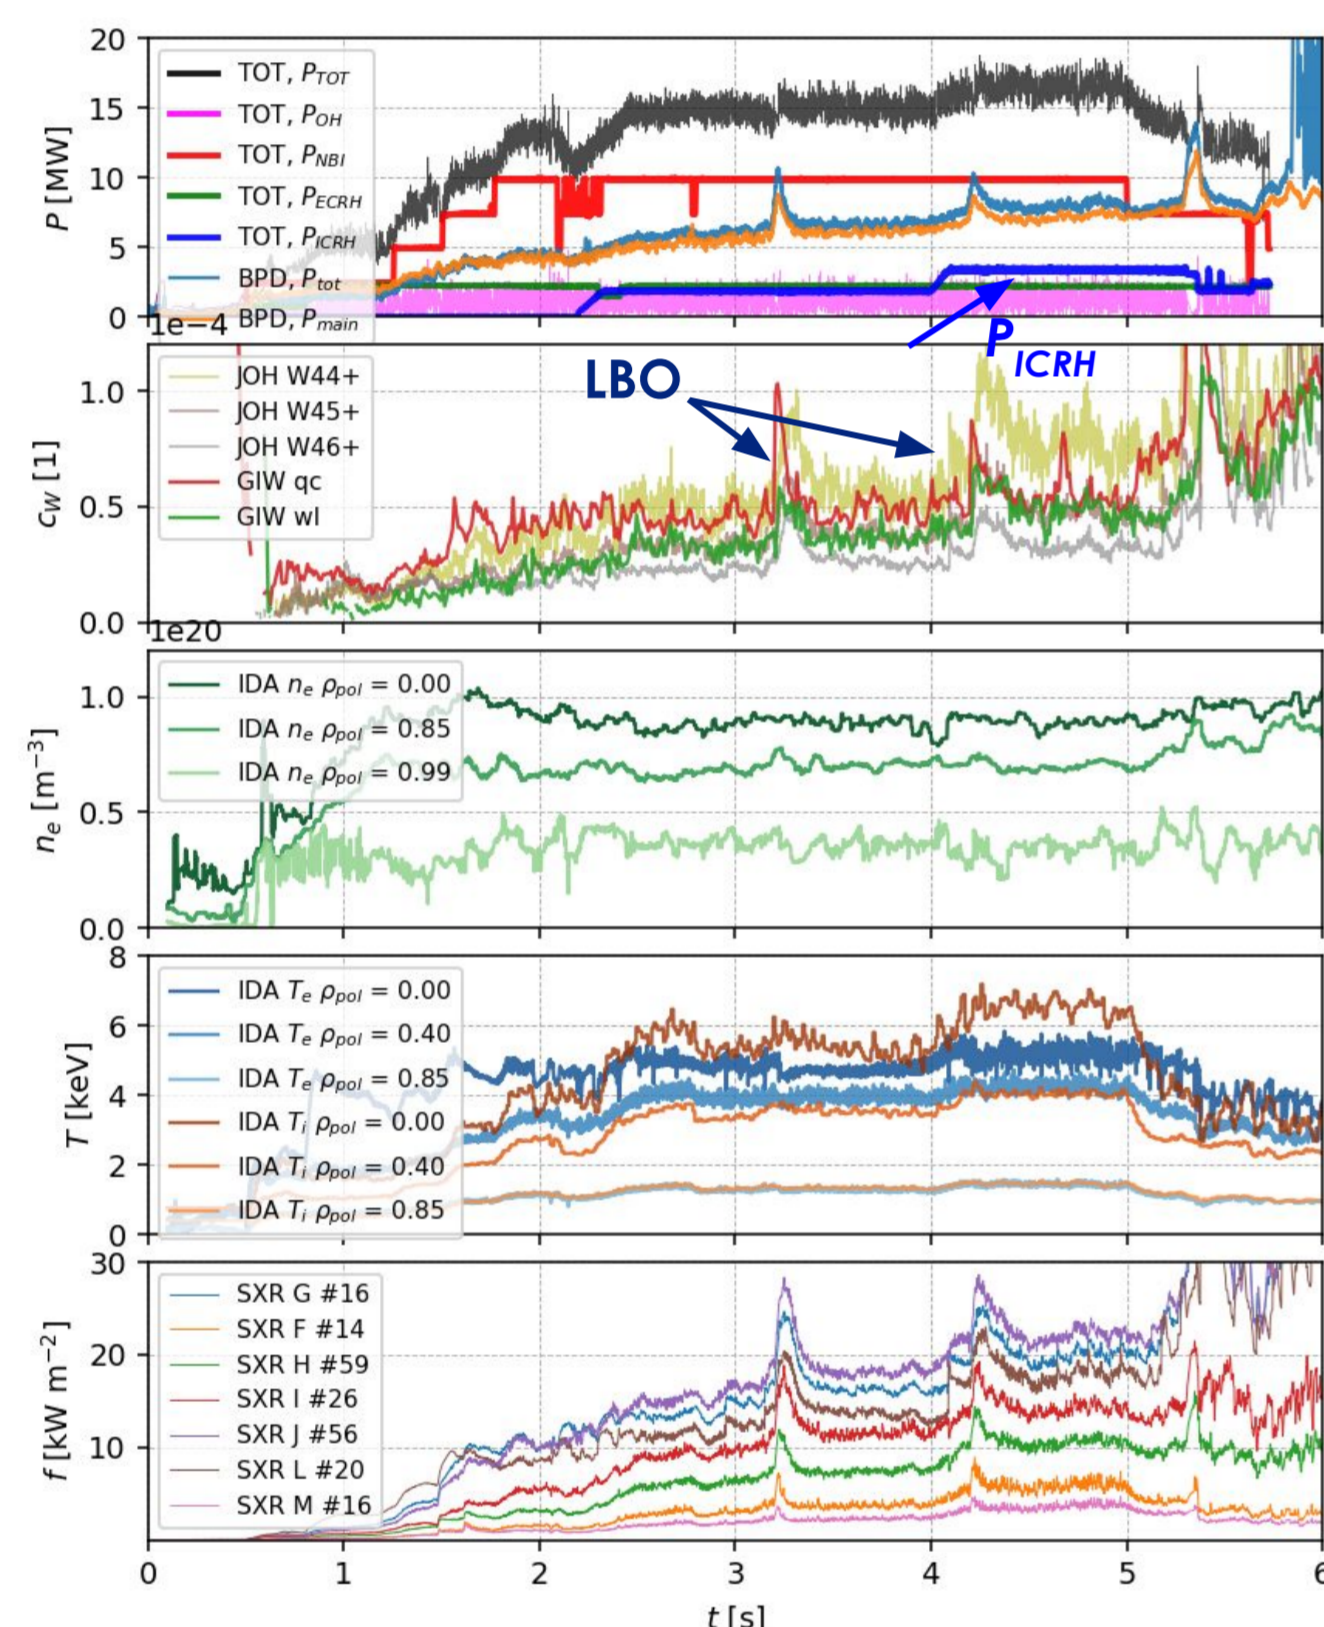 20
15
10
5
0
P [MW]
TOT, P_TOT
TOT, P_OH
TOT, P_NBI
TOT, P_ECRH
TOT, P_ICRH
BPD, P_tot
BPD, P_main
1e−4
P_ICRH
LBO
1.0
0.5
0.0
c_W [1]
JOH W44+
JOH W45+
JOH W46+
GIW qc
GIW wl
1e20
1.0
0.5
0.0
n_e [m⁻³]
IDA n_e ρ_pol = 0.00
IDA n_e ρ_pol = 0.85
IDA n_e ρ_pol = 0.99
8
6
4
2
0
T [keV]
IDA T_e ρ_pol = 0.00
IDA T_e ρ_pol = 0.40
IDA T_e ρ_pol = 0.85
IDA T_i ρ_pol = 0.00
IDA T_i ρ_pol = 0.40
IDA T_i ρ_pol = 0.85
30
20
10
f [kW m⁻²]
SXR G #16
SXR F #14
SXR H #59
SXR I #26
SXR J #56
SXR L #20
SXR M #16
0 1 2 3 4 5 6
t [s]